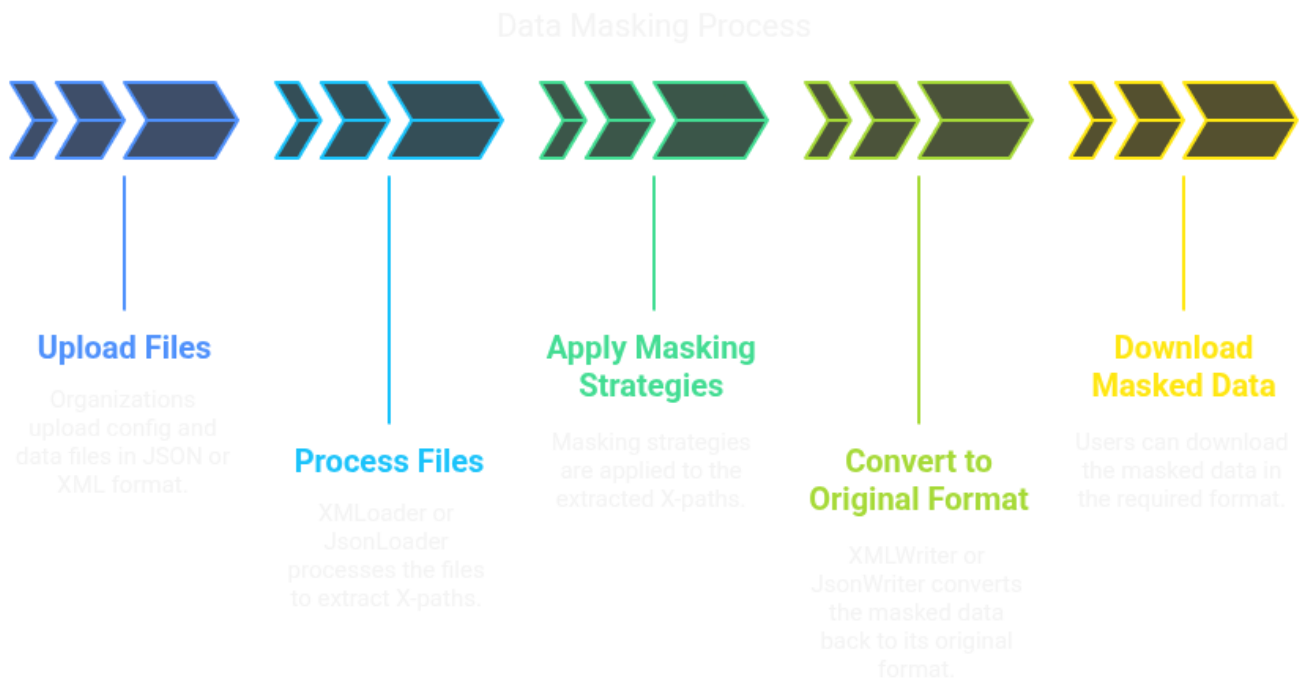 Data Masking Process
Upload Files
Organizations
upload config and
data files in JSON or
XML format.
Process Files
XMLoader or
JsonLoader
processes the files
to extract X-paths.
Apply Masking
Strategies
Masking strategies
are applied to the
extracted X-paths.
Convert to
Original Format
XMLWriter or
JsonWriter converts
the masked data
back to its original
format.
Download
Masked Data
Users can download
the masked data in
the required format.